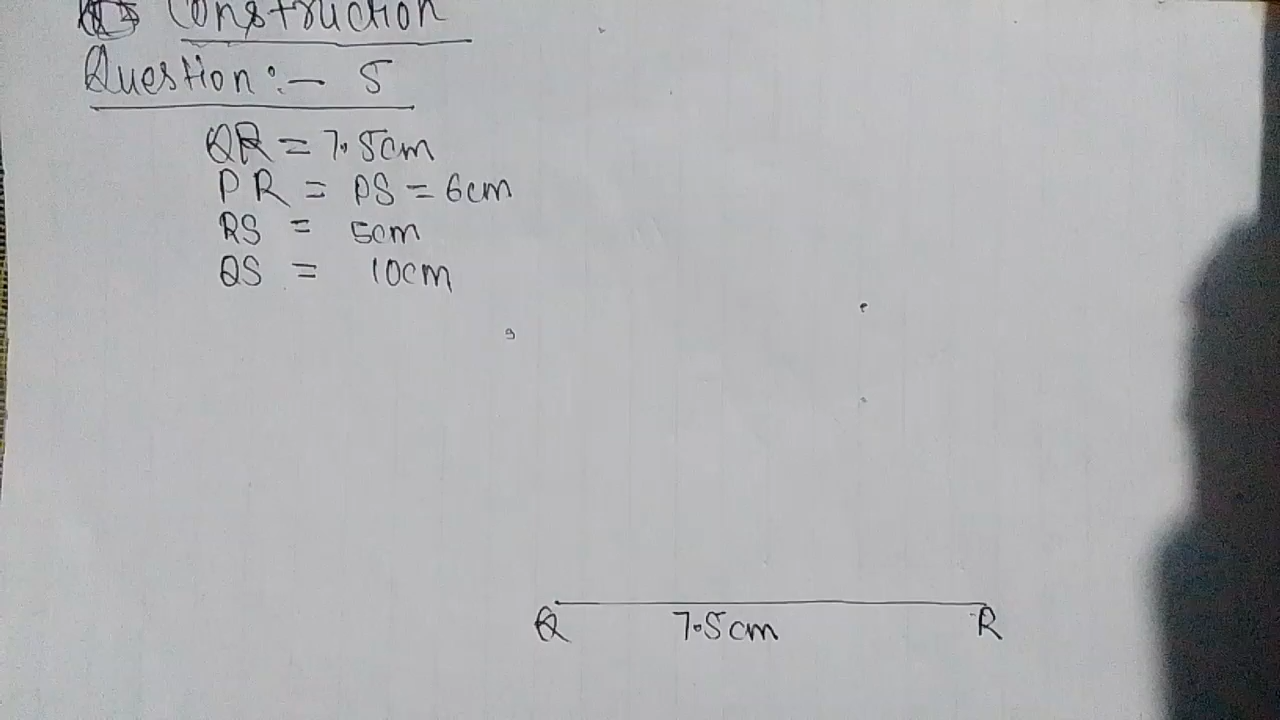 Construction
Question:- 5
QR = 7.5cm
PR = PS = 6cm
RS = 5cm
QS = 10cm
Q 7.5cm R